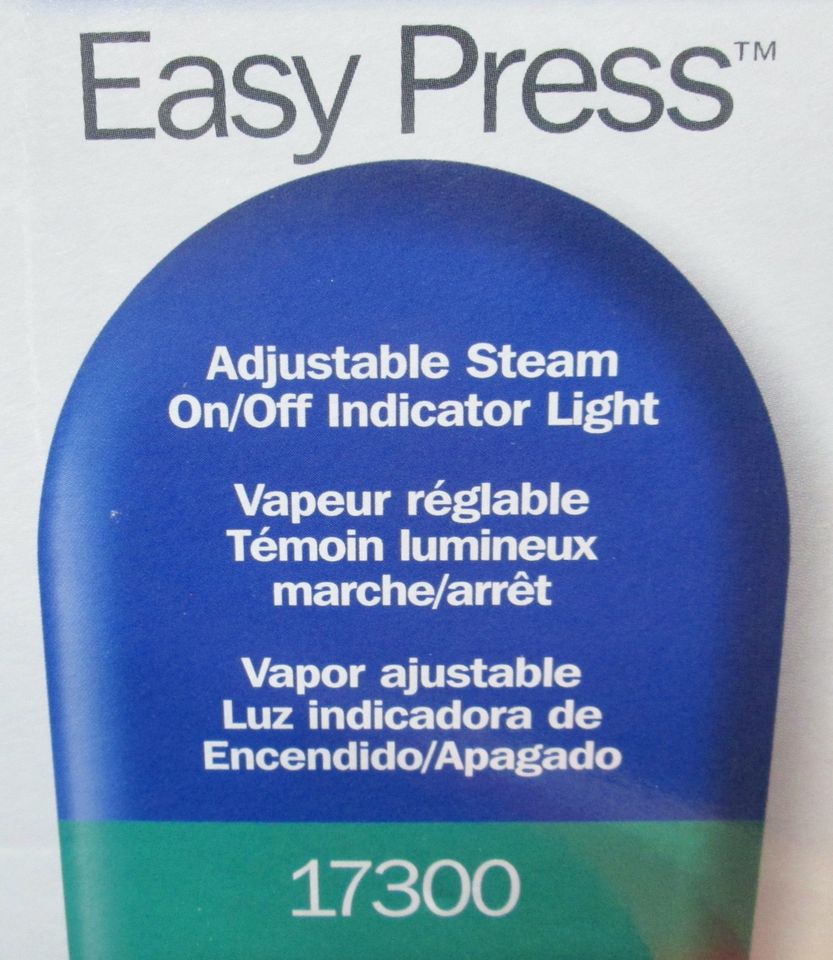 Easy Press™
Adjustable Steam
On/Off Indicator Light
Vapeur réglable
Témoin lumineux
marche/arrêt
Vapor ajustable
Luz indicadora de
Encendido/Apagado
17300